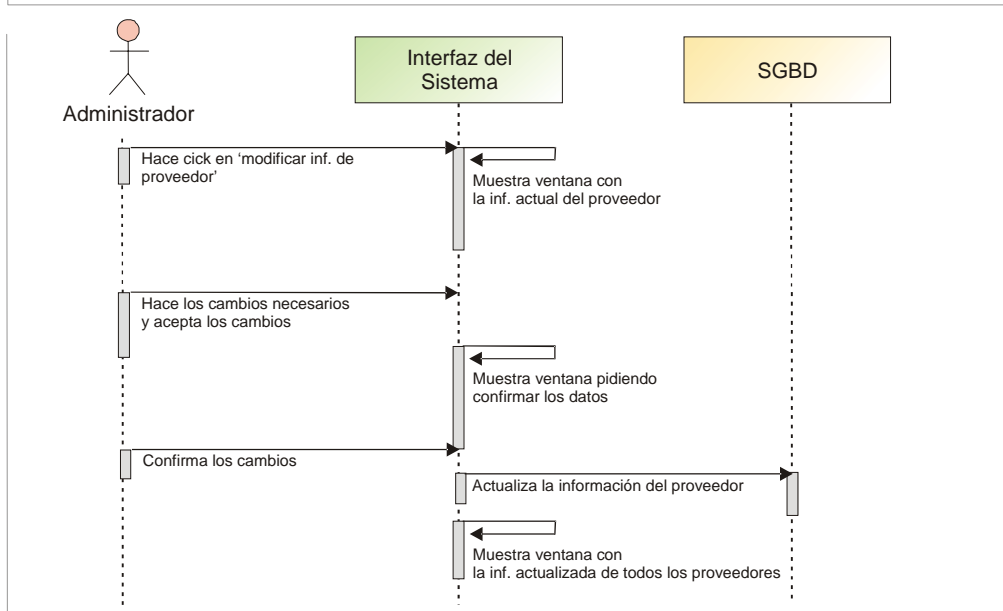 Interfaz del
Sistema
SGBD
Administrador
Hace cick en ‘modificar inf. de
proveedor’
Muestra ventana con
la inf. actual del proveedor
Hace los cambios necesarios
y acepta los cambios
Muestra ventana pidiendo
confirmar los datos
Confirma los cambios
Actualiza la información del proveedor
Muestra ventana con
la inf. actualizada de todos los proveedores